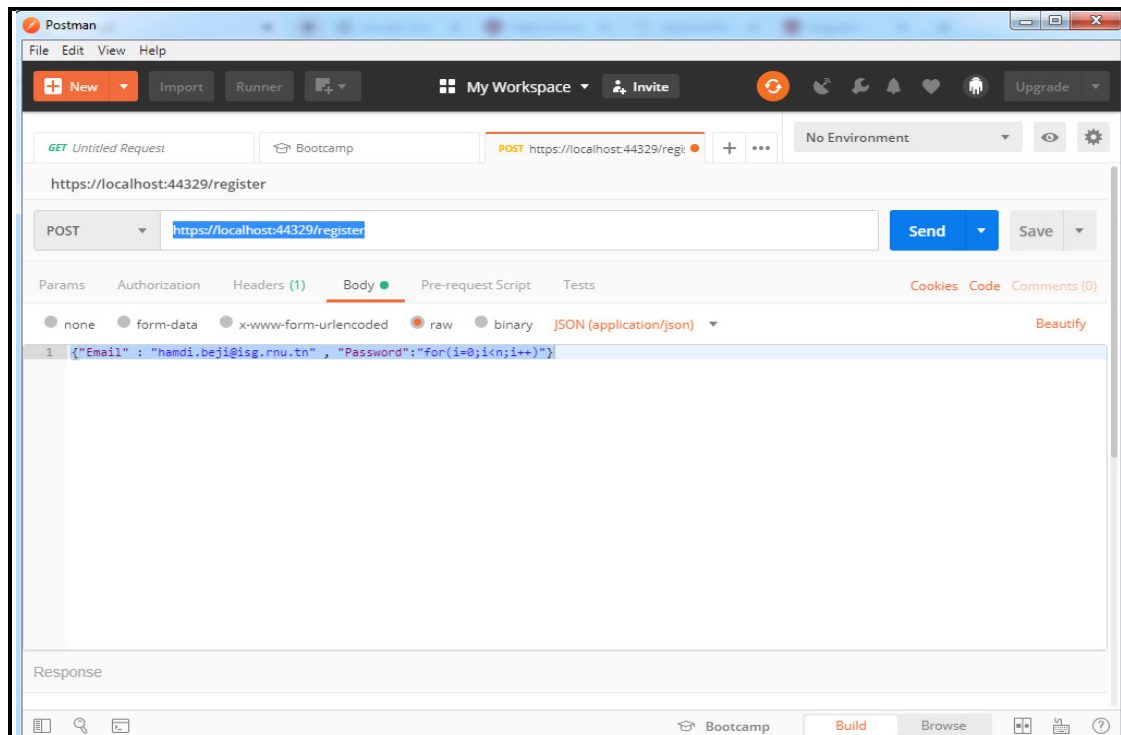 Postman
File Edit View Help
New Import Runner My Workspace Invite Upgrade
GET Untitled Request Bootcamp POST https://localhost:44329/regi: No Environment
https://localhost:44329/register
POST https://localhost:44329/register Send Save
Params Authorization Headers (1) Body Pre-request Script Tests Cookies Code Comments (0)
none form-data x-www-form-urlencoded raw binary JSON (application/json) Beautify
1 {"Email" : "hamdi.beji@isg.rnu.tn" , "Password":"for(i=0;i<n;i++)"}
Response
Bootcamp Build Browse